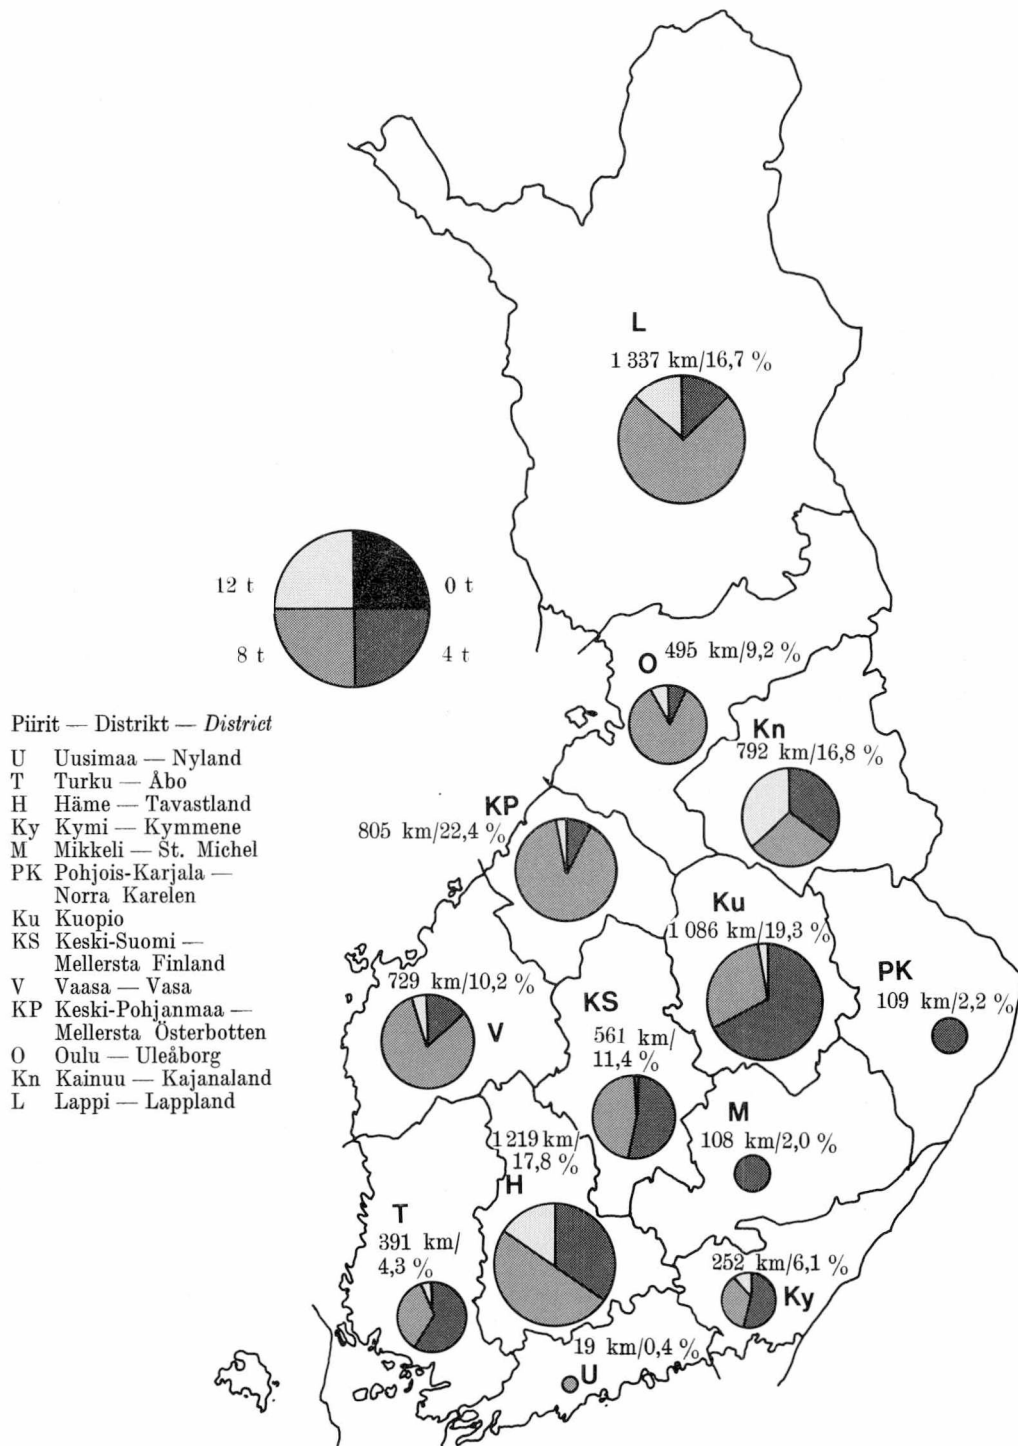 L
1 337 km/16,7 %
12 t
0 t
8 t
4 t
O
495 km/9,2 %
Kn
792 km/16,8 %
KP
805 km/22,4 %
Ku
1 086 km/19,3 %
PK
109 km/2,2 %
729 km/10,2 %
V
KS
561 km/
11,4 %
M
108 km/2,0 %
1 219 km/
17,8 %
H
T
391 km/
4,3 %
252 km/6,1 %
Ky
19 km/0,4 %
U
Piirit — Distrikt — District
U Uusimaa — Nyland
T Turku — Åbo
H Häme — Tavastland
Ky Kymi — Kymmene
M Mikkeli — St. Michel
PK Pohjois-Karjala —
Norra Karelen
Ku Kuopio
KS Keski-Suomi —
Mellersta Finland
V Vaasa — Vasa
KP Keski-Pohjanmaa —
Mellersta Österbotten
O Oulu — Uleåborg
Kn Kainuu — Kajanaland
L Lappi — Lappland